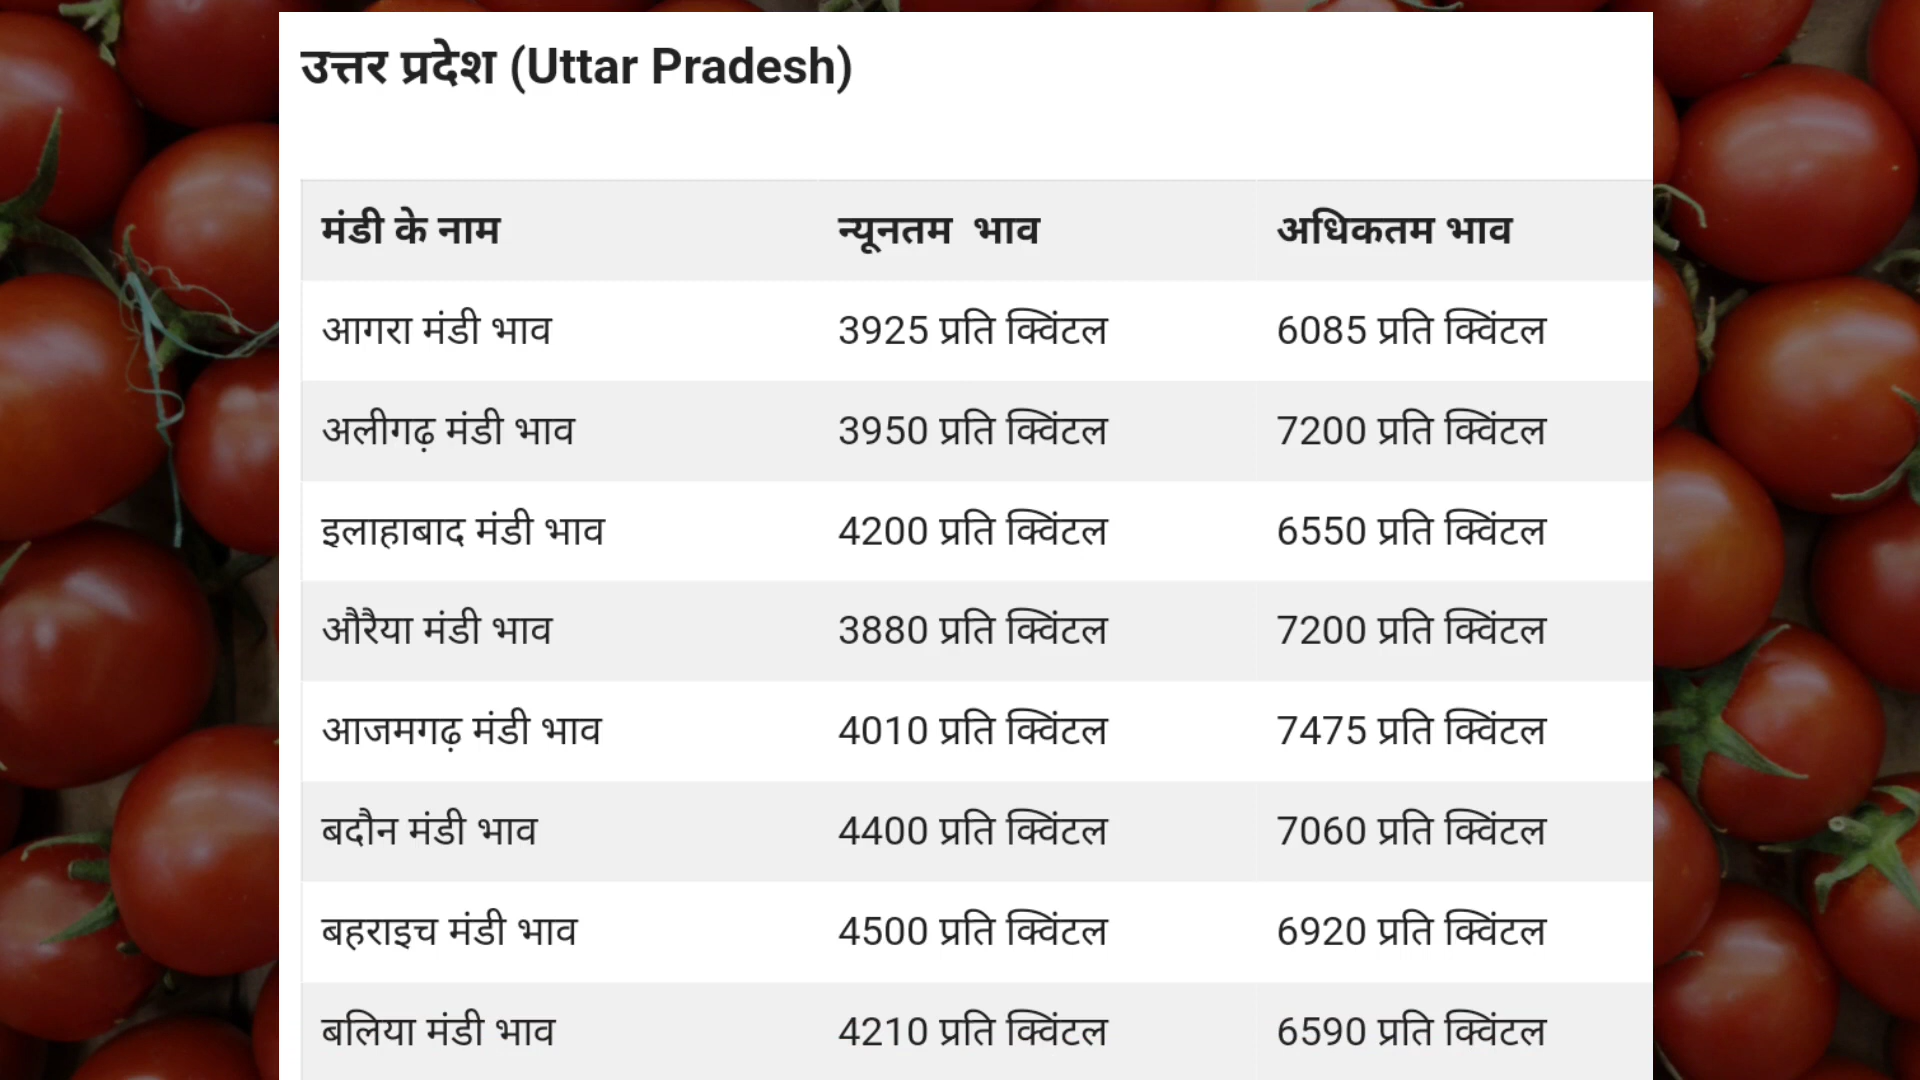 उत्तर प्रदेश (Uttar Pradesh)
मंडी के नाम न्यूनतम भाव अधिकतम भाव
आगरा मंडी भाव 3925 प्रति क्विंटल 6085 प्रति क्विंटल
अलीगढ़ मंडी भाव 3950 प्रति क्विंटल 7200 प्रति क्विंटल
इलाहाबाद मंडी भाव 4200 प्रति क्विंटल 6550 प्रति क्विंटल
औरैया मंडी भाव 3880 प्रति क्विंटल 7200 प्रति क्विंटल
आजमगढ़ मंडी भाव 4010 प्रति क्विंटल 7475 प्रति क्विंटल
बदौन मंडी भाव 4400 प्रति क्विंटल 7060 प्रति क्विंटल
बहराइच मंडी भाव 4500 प्रति क्विंटल 6920 प्रति क्विंटल
बलिया मंडी भाव 4210 प्रति क्विंटल 6590 प्रति क्विंटल